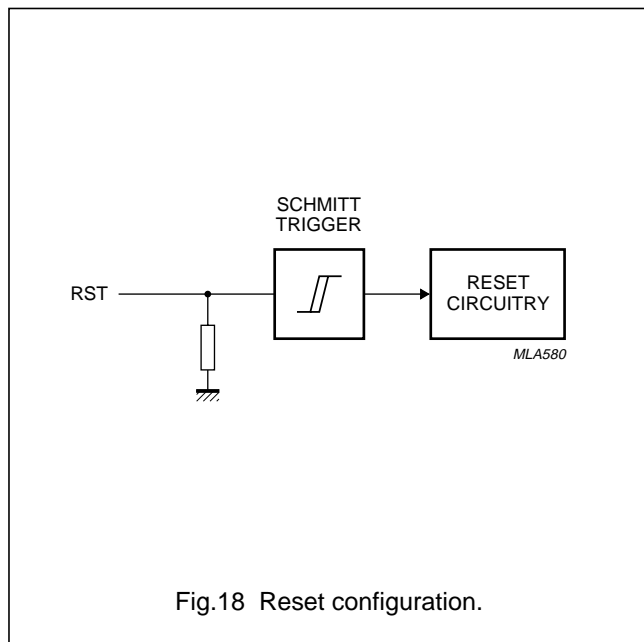 SCHMITT
TRIGGER
RST
RESET
CIRCUITRY
MLA580
Fig.18 Reset configuration.